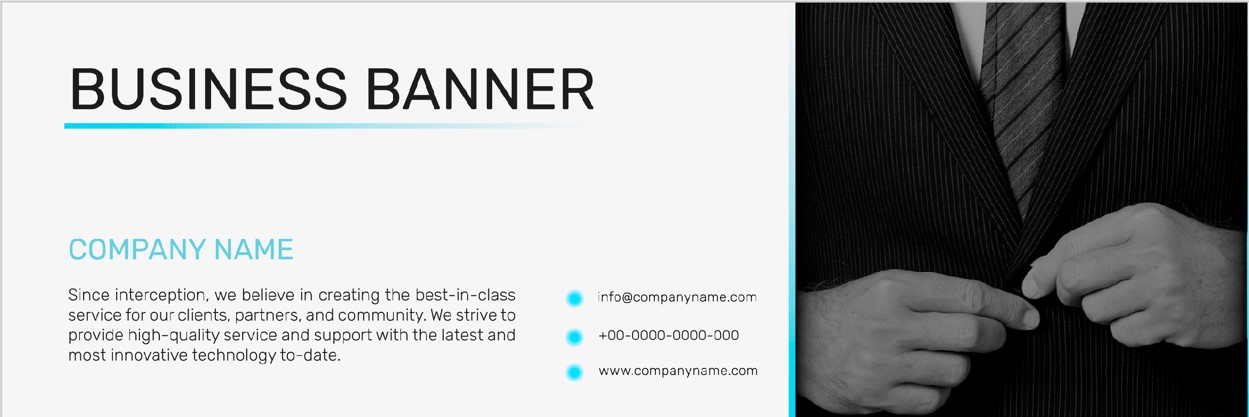 BUSINESS BANNER
COMPANY NAME
Since interception, we believe in creating the best-in-class
service for our clients, partners, and community. We strive to
provide high-quality service and support with the latest and
most innovative technology to-date.
info@companyname.com
+00-0000-0000-000
www.companyname.com